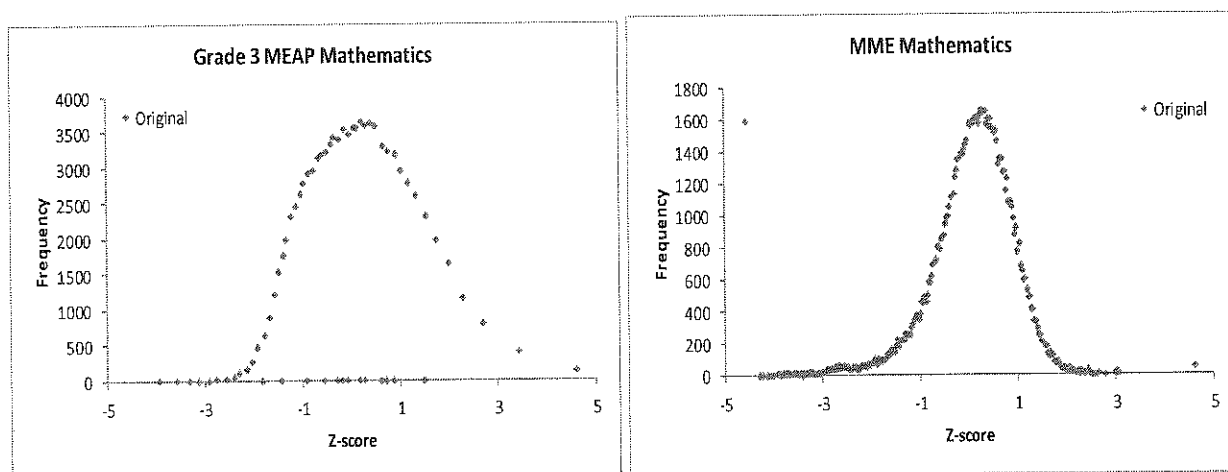 Grade 3 MEAP Mathematics
Original
Frequency
4000
3500
3000
2500
2000
1500
1000
500
0
-5 -3 -1 1 3 5
Z-score
MME Mathematics
Original
Frequency
1800
1600
1400
1200
1000
800
600
400
200
0
-5 -3 -1 1 3 5
Z-score